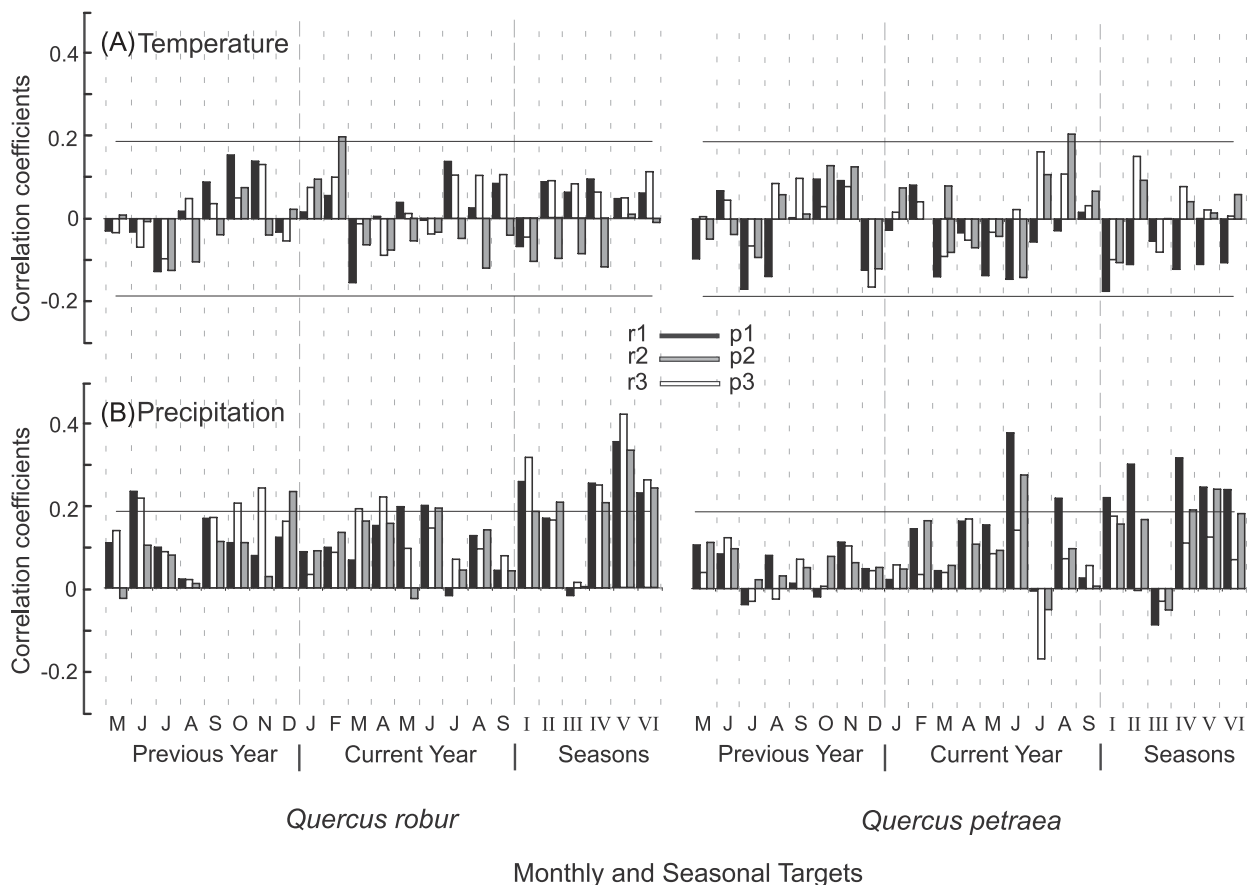 (A) Temperature
Correlation coefficients
0.4
0.2
0
-0.2
r1 p1
r2 p2
r3 p3
(B) Precipitation
Correlation coefficients
0.4
0.2
0
-0.2
M J J A S O N D J F M A M J J A S I II III IV V VI
M J J A S O N D J F M A M J J A S I II III IV V VI
Previous Year | Current Year | Seasons
Previous Year | Current Year | Seasons
Quercus robur
Quercus petraea
Monthly and Seasonal Targets